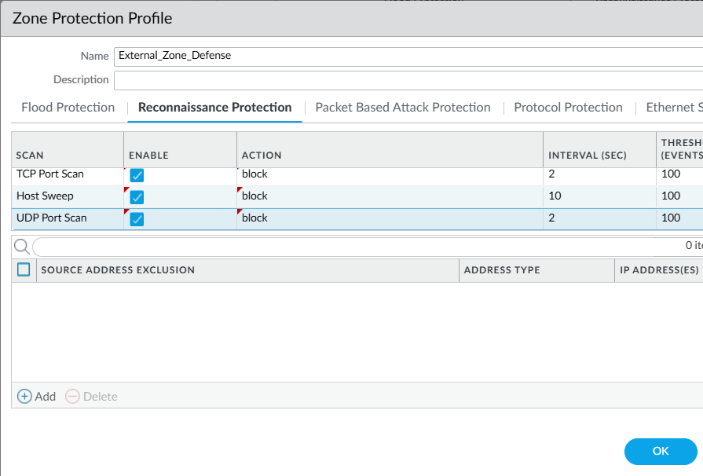 Zone Protection Profile
Name External_Zone_Defense
Description
Flood Protection Reconnaissance Protection Packet Based Attack Protection Protocol Protection Ethernet S
SCAN ENABLE ACTION INTERVAL (SEC) THRESH
(EVENTS
TCP Port Scan block 2 100
Host Sweep block 10 100
UDP Port Scan block 2 100
0 ite
SOURCE ADDRESS EXCLUSION ADDRESS TYPE IP ADDRESS(ES)
Add Delete
OK